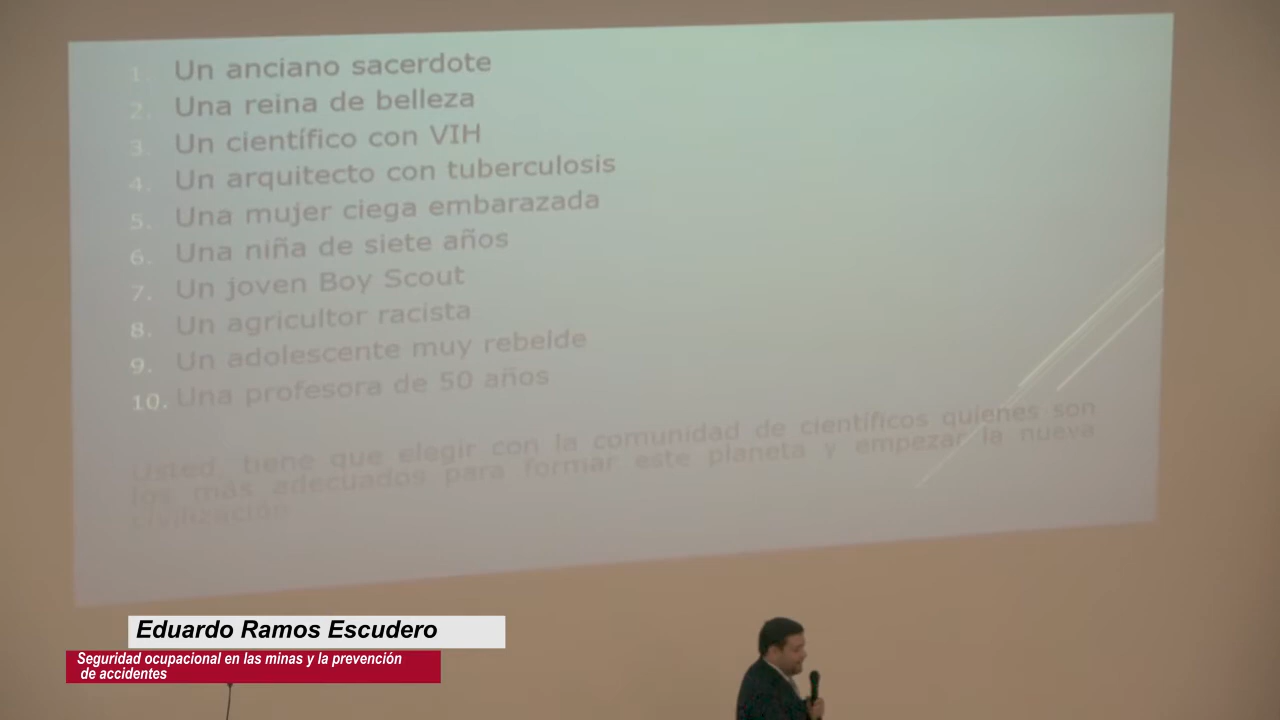 1. Un anciano sacerdote
2. Una reina de belleza
3. Un científico con VIH
4. Un arquitecto con tuberculosis
5. Una mujer ciega embarazada
6. Una niña de siete años
7. Un joven Boy Scout
8. Un agricultor racista
9. Un adolescente muy rebelde
10. Una profesora de 50 años
Usted tiene que elegir con la comunidad de científicos quienes son
los más adecuados para formar este planeta y empezar la nueva
civilización
Eduardo Ramos Escudero
Seguridad ocupacional en las minas y la prevención
de accidentes